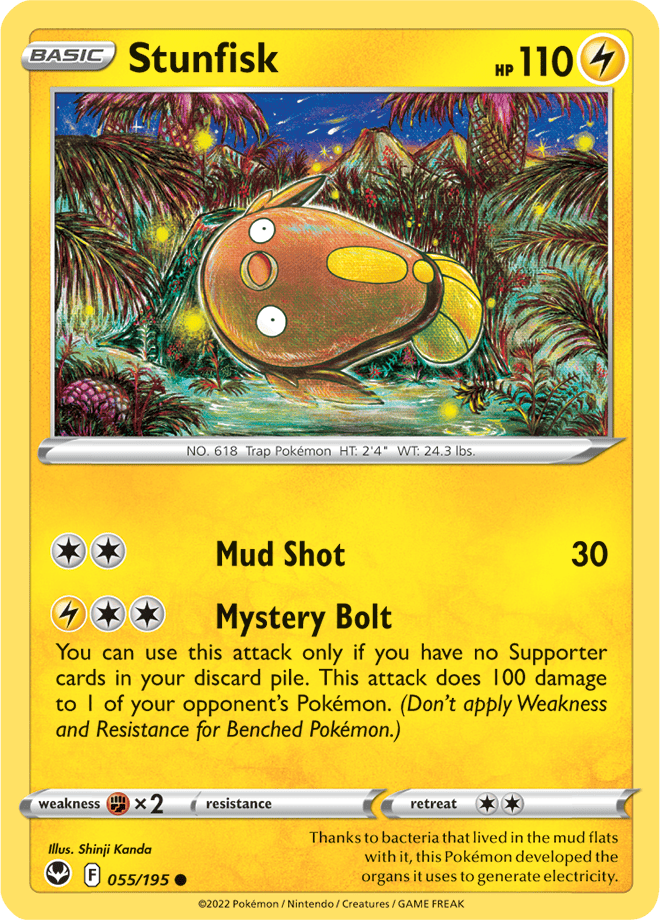 BASIC Stunfisk HP 110
NO. 618 Trap Pokémon HT: 2'4" WT: 24.3 lbs.
Mud Shot 30
Mystery Bolt
You can use this attack only if you have no Supporter
cards in your discard pile. This attack does 100 damage
to 1 of your opponent's Pokémon. (Don't apply Weakness
and Resistance for Benched Pokémon.)
weakness ×2 resistance retreat
Illus. Shinji Kanda
Thanks to bacteria that lived in the mud flats
with it, this Pokémon developed the
organs it uses to generate electricity.
F 055/195
©2022 Pokémon / Nintendo / Creatures / GAME FREAK